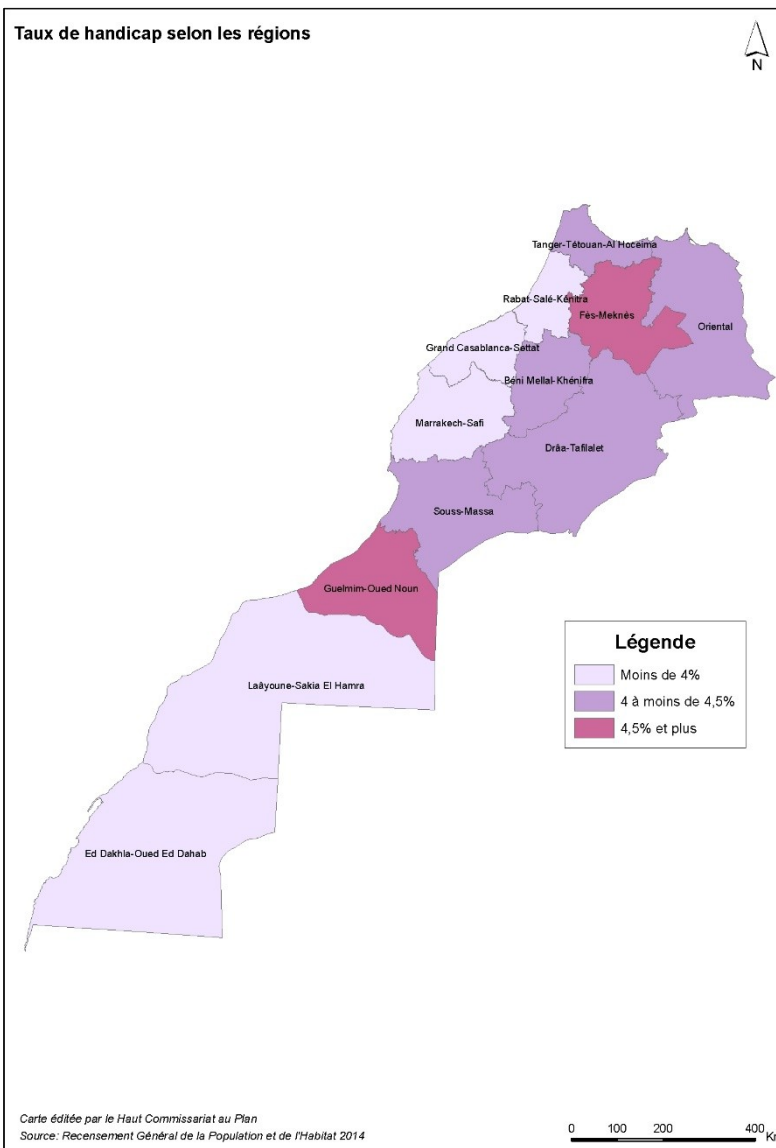 Taux de handicap selon les régions
N
Tanger-Tétouan-Al Hoceima
Rabat-Salé-Kénitra
Fès-Meknès
Oriental
Grand Casablanca-Settat
Béni Mellal-Khénifra
Marrakech-Safi
Drâa-Tafilalet
Souss-Massa
Guelmim-Oued Noun
Laâyoune-Sakia El Hamra
Ed Dakhla-Oued Ed Dahab
Légende
Moins de 4%
4 à moins de 4,5%
4,5% et plus
Carte éditée par le Haut Commissariat au Plan
Source: Recensement Général de la Population et de l'Habitat 2014
0 100 200 400
Km